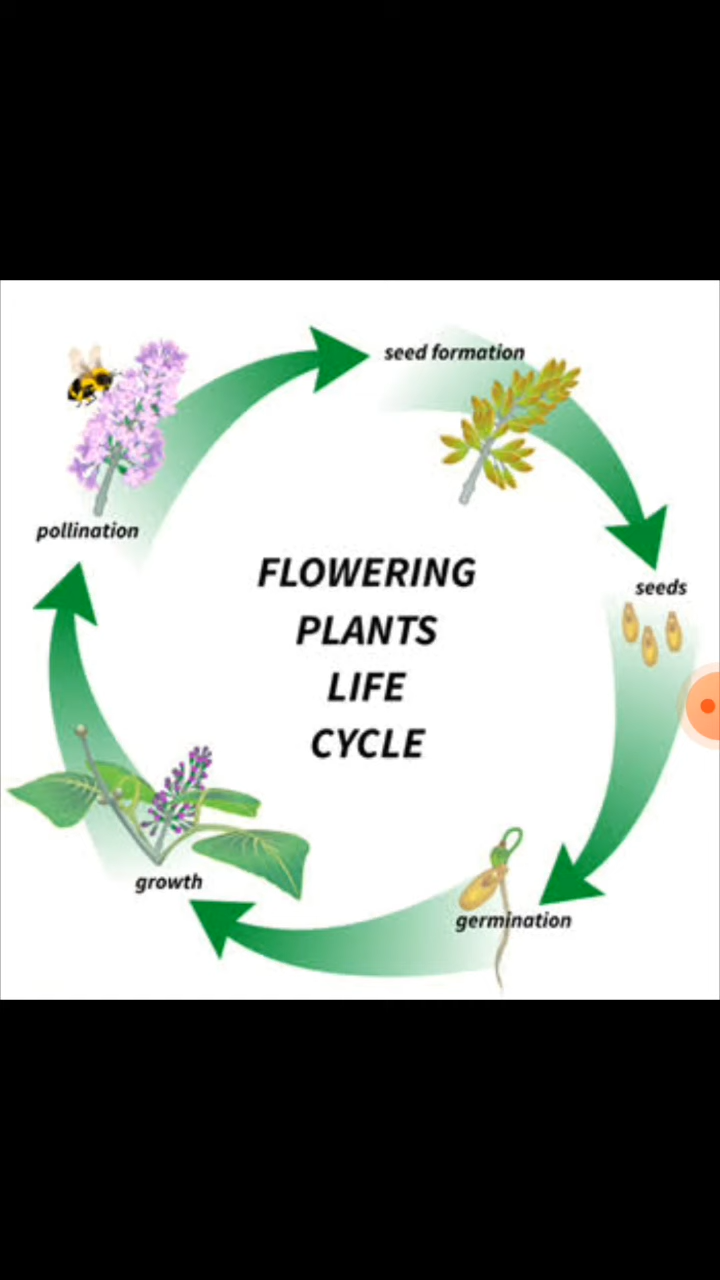 seed formation
pollination
FLOWERING
PLANTS
LIFE
CYCLE
seeds
growth
germination